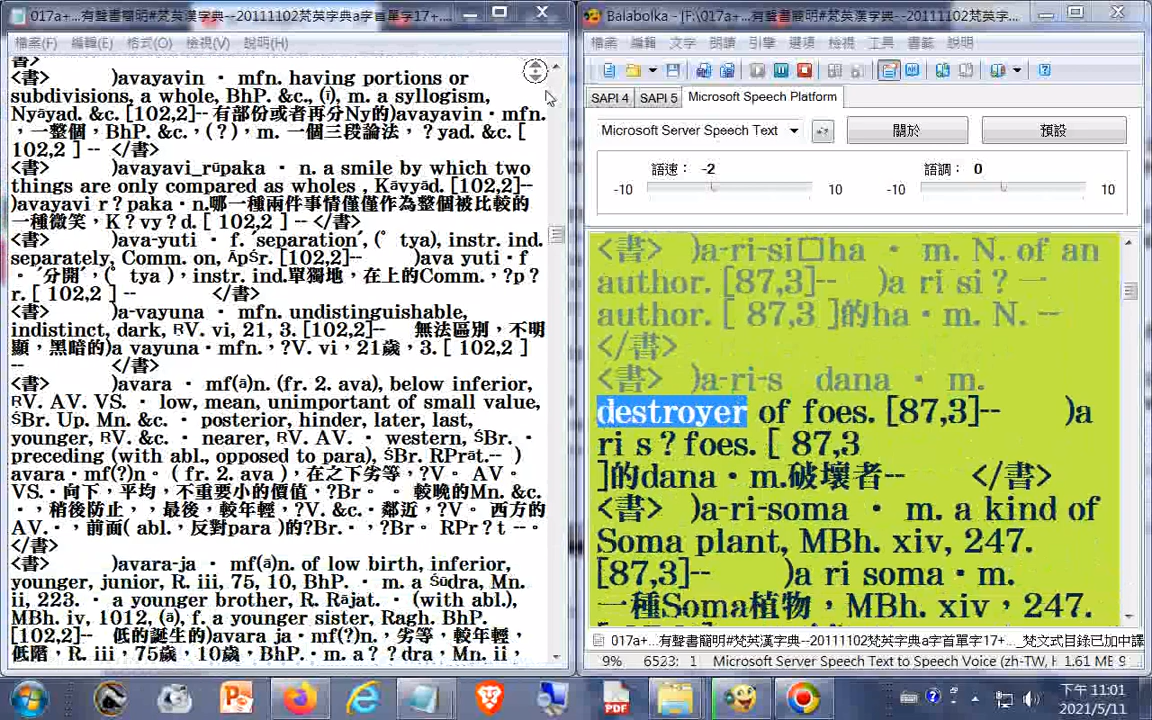 有聲書簡明#梵英漢字典--20111102梵英字典a字首單字17+...
檔案(F) 編輯(E) 格式(O) 檢視(V) 說明(H)
書>
<書> )avayavin ‧ mfn. having portions or
subdivisions, a whole, BhP. &c., (ī), m. a syllogism,
Nyāyad. &c. [102,2]-- 有部份或者再分Ny的)avayavin‧mfn.
，一整個，BhP. &c.，(？)，m. 一個三段論法，？yad. &c. [
102,2 ] -- </書>
<書> )avayavi_rūpaka ‧ n. a smile by which two
things are only compared as wholes , Kāvyād. [102,2]--
)avayavi r？paka‧n.哪一種兩件事情僅僅作為整個被比較的
一種微笑，K？vy？d. [ 102,2 ] -- </書>
<書> )ava-yuti ‧ f. separation', (° tya), instr. ind.
separately, Comm. on, ĀpŚr. [102,2]-- )ava yuti‧f
。´分開´，(° tya )，instr. ind.單獨地，在上的Comm.，?p？
r. [ 102,2 ] </書>
<書> )a-vayuna ‧ mfn. undistinguishable,
indistinct, dark, RV. vi, 21, 3. [102,2]-- 無法區別，不明
顯，黑暗的)a vayuna‧mfn.，?V. vi，21歲，3. [ 102,2 ]
-- </書>
<書> )avara ‧ mf(ā)n. (fr. 2. ava), below inferior,
RV. AV. VS. ‧ low, mean, unimportant of small value,
ŚBr. Up. Mn. &c. ‧ posterior, hinder, later, last,
younger, RV. &c. ‧ nearer, RV. AV. ‧ western, ŚBr. ‧
preceding (with abl., opposed to para), ŚBr. RPrāt.-- )
avara‧mf(?)n。( fr. 2. ava )，在之下劣等，?V。 AV。
VS.‧向下，平均，不重要小的價值，?Br。。 較晚的Mn. &c.
‧，稍後防止，，最後，較年輕，?V. &c.‧鄰近，?V。 西方的
AV.‧，前面( abl.，反對para )的?Br.‧，?Br。 RPr？t --。
</書>
<書> )avara-ja ‧ mf(ā)n. of low birth, inferior,
younger, junior, R. iii, 75, 10, BhP. ‧ m. a Śūdra, Mn.
ii, 223. ‧ a younger brother, R. Rājat. ‧ (with abl.),
MBh. iv, 1012, (ā), f. a younger sister, Ragh. BhP.
[102,2]-- 低的誕生的)avara ja‧mf(?)n.，劣等，較年輕，
低階，R. iii，75歲，10歲，BhP.‧m. a？？dra，Mn. ii，
Balabolka - [F:\017a+...有聲書簡明#梵英漢字典--20111102梵英字...
檔案 編輯 文字 朗讀 引擎 選項 檢視 工具 書籤 說明
SAPI 4 SAPI 5 Microsoft Speech Platform
Microsoft Server Speech Text 關於 預設
語速： -2 語調： 0
-10 10 -10 10
<書> )a-ri-si□ha ‧ m. N. of an
author. [87,3]-- )a ri si？ 一
author. [ 87,3 ]的ha‧m. N. --
</書>
<書> )a-ri-s dana ‧ m.
destroyer of foes. [87,3]-- )a
ri s？foes. [ 87,3
]的dana‧m.破壞者-- </書>
<書> )a-ri-soma ‧ m. a kind of
Soma plant, MBh. xiv, 247.
[87,3]-- )a ri soma‧m.
一種Soma植物，MBh. xiv，247.
017a+...有聲書簡明#梵英漢字典--20111102梵英字典a字首單字17+..._梵文式目錄已加中譯
9% 6523: 1 Microsoft Server Speech Text to Speech Voice (zh-TW, H 1.61 ME 9
下午 11:01
2021/5/11